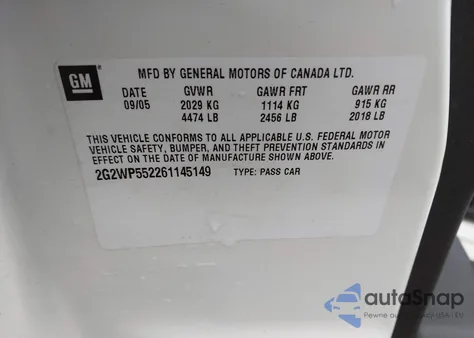 GM
MFD BY GENERAL MOTORS OF CANADA LTD.
DATE GVWR GAWR FRT GAWR RR
09/05 2029 KG 1114 KG 915 KG
4474 LB 2456 LB 2018 LB
THIS VEHICLE CONFORMS TO ALL APPLICABLE U.S. FEDERAL MOTOR
VEHICLE SAFETY, BUMPER, AND THEFT PREVENTION STANDARDS IN
EFFECT ON THE DATE OF MANUFACTURE SHOWN ABOVE.
2G2WP552261145149 TYPE: PASS CAR
autoSnap